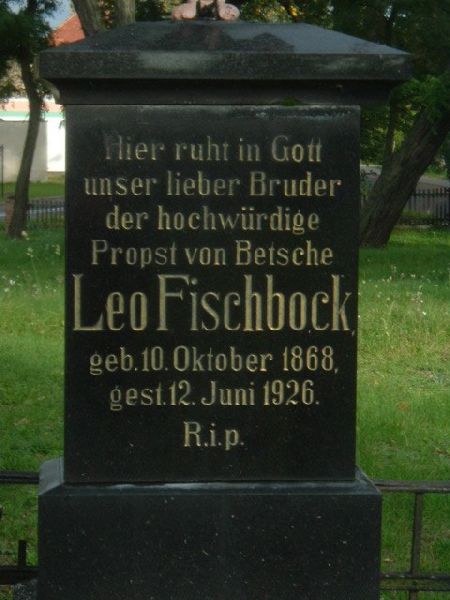 Hier ruht in Gott
unser lieber Bruder
der hochwürdige
Propst von Betsche
Leo Fischbock,
geb. 10. Oktober 1868,
gest. 12. Juni 1926.
R.i.p.